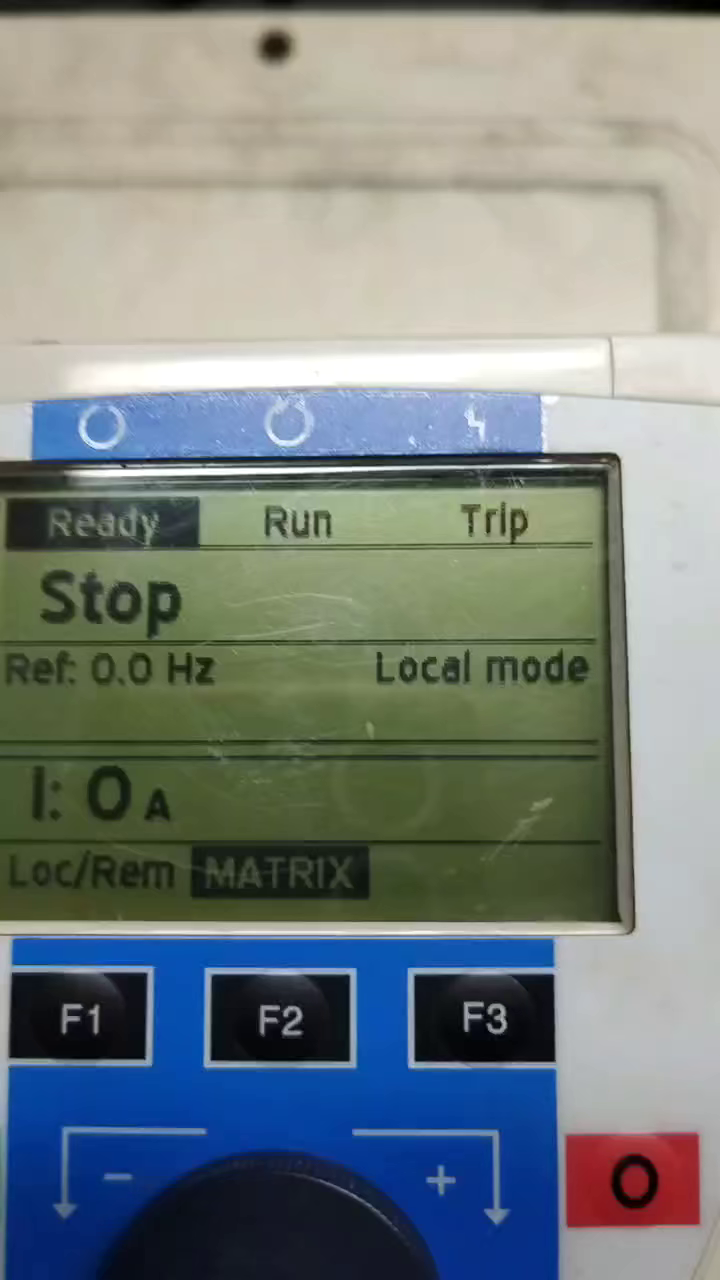 Ready Run Trip
Stop
Ref: 0.0 Hz Local mode
I: 0 A
Loc/Rem MATRIX
F1 F2 F3
- +
O